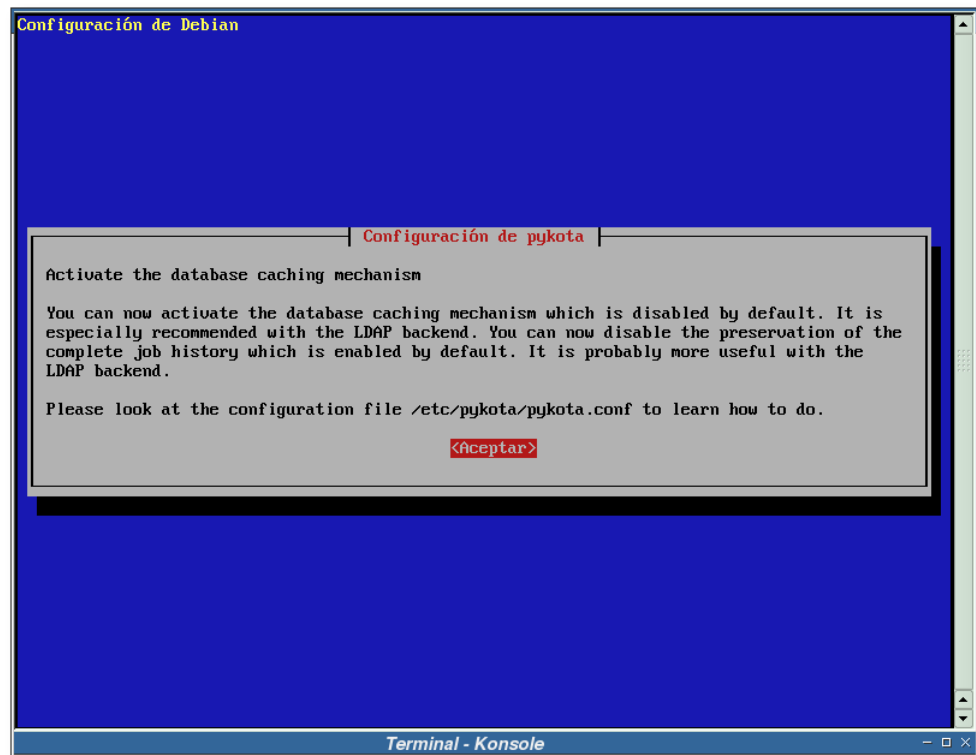 Configuración de Debian
Configuración de pykota
Activate the database caching mechanism
You can now activate the database caching mechanism which is disabled by default. It is
especially recommended with the LDAP backend. You can now disable the preservation of the
complete job history which is enabled by default. It is probably more useful with the
LDAP backend.
Please look at the configuration file /etc/pykota/pykota.conf to learn how to do.
<Aceptar>
Terminal - Konsole